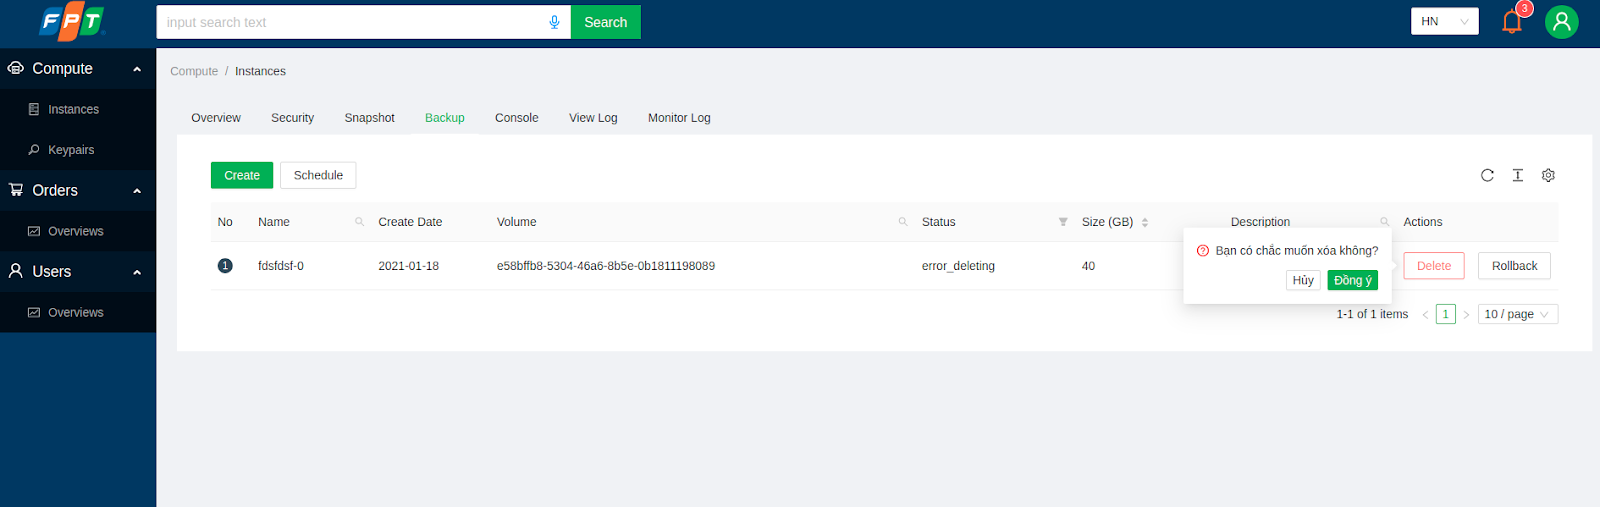 FPT
input search text
Search
HN
3
Compute
Instances
Keypairs
Orders
Overviews
Users
Overviews
Compute / Instances
Overview Security Snapshot Backup Console View Log Monitor Log
Create Schedule
No Name Create Date Volume Status Size (GB) Description Actions
1 fdsfdsf-0 2021-01-18 e58bffb8-5304-46a6-8b5e-0b1811198089 error_deleting 40 Delete Rollback
Bạn có chắc muốn xóa không?
Hủy Đồng ý
1-1 of 1 items 1 10 / page